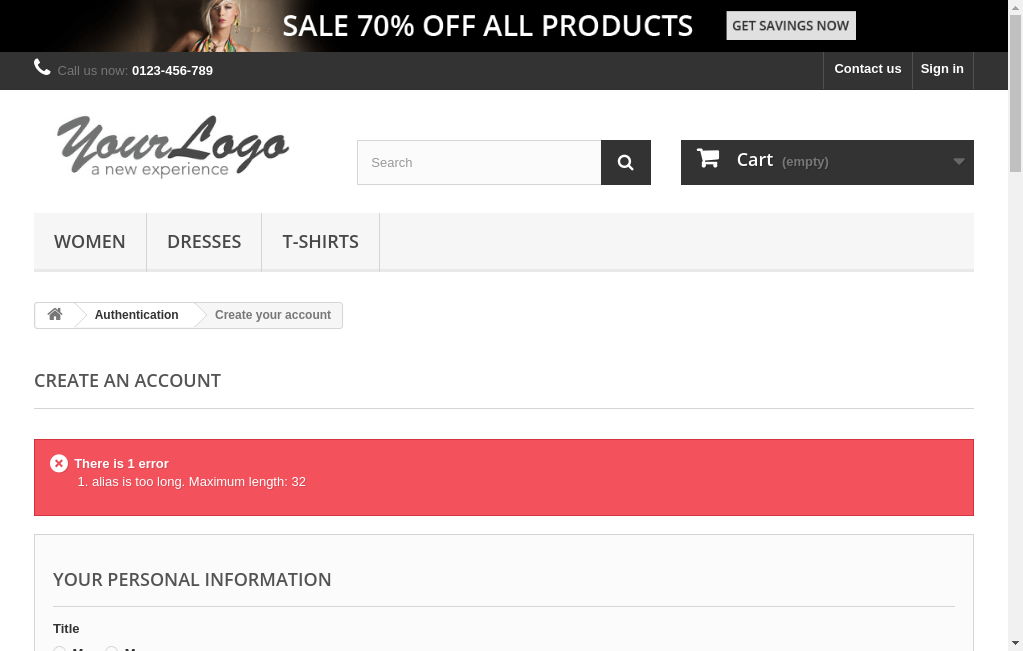 SALE 70% OFF ALL PRODUCTS GET SAVINGS NOW
Call us now: 0123-456-789 Contact us Sign in
YourLogo
a new experience
Search
Cart (empty)
WOMEN DRESSES T-SHIRTS
Authentication Create your account
CREATE AN ACCOUNT
There is 1 error
1. alias is too long. Maximum length: 32
YOUR PERSONAL INFORMATION
Title